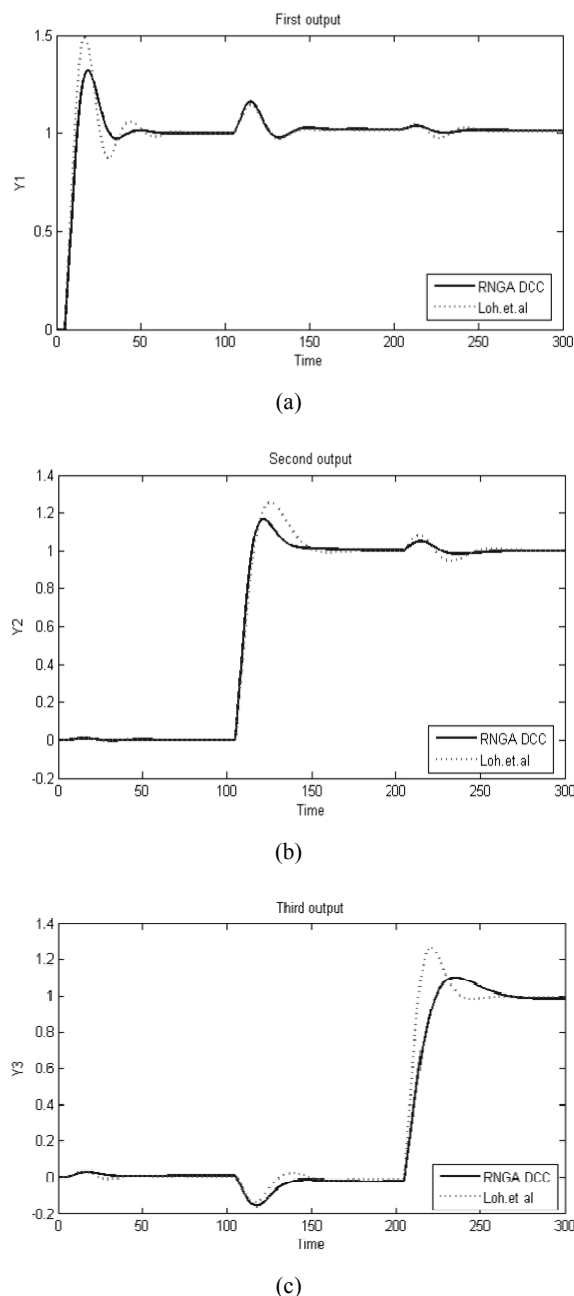 First output
1.5
1
0.5
0
Y1
0 50 100 150 200 250 300
Time
RNGA DCC
Loh.et.al
(a)
Second output
1.4
1.2
1
0.8
0.6
0.4
0.2
0
-0.2
Y2
0 50 100 150 200 250 300
Time
RNGA DCC
Loh.et.al
(b)
Third output
1.4
1.2
1
0.8
0.6
0.4
0.2
0
-0.2
Y3
0 50 100 150 200 250 300
Time
RNGA DCC
Loh.et.al
(c)